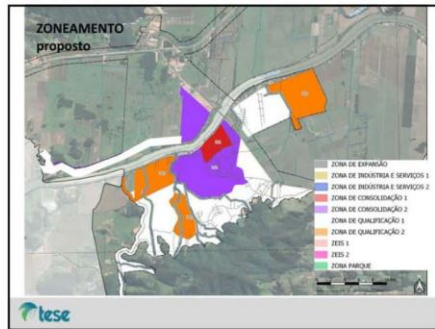 ZONEAMENTO
proposto
ZONA DE EXPANSÃO
ZONA DE INDÚSTRIA E SERVIÇOS 1
ZONA DE INDÚSTRIA E SERVIÇOS 2
ZONA DE CONSOLIDAÇÃO 1
ZONA DE CONSOLIDAÇÃO 2
ZONA DE QUALIFICAÇÃO 1
ZONA DE QUALIFICAÇÃO 2
ZEIS 1
ZEIS 2
ZONA PARQUE
tese